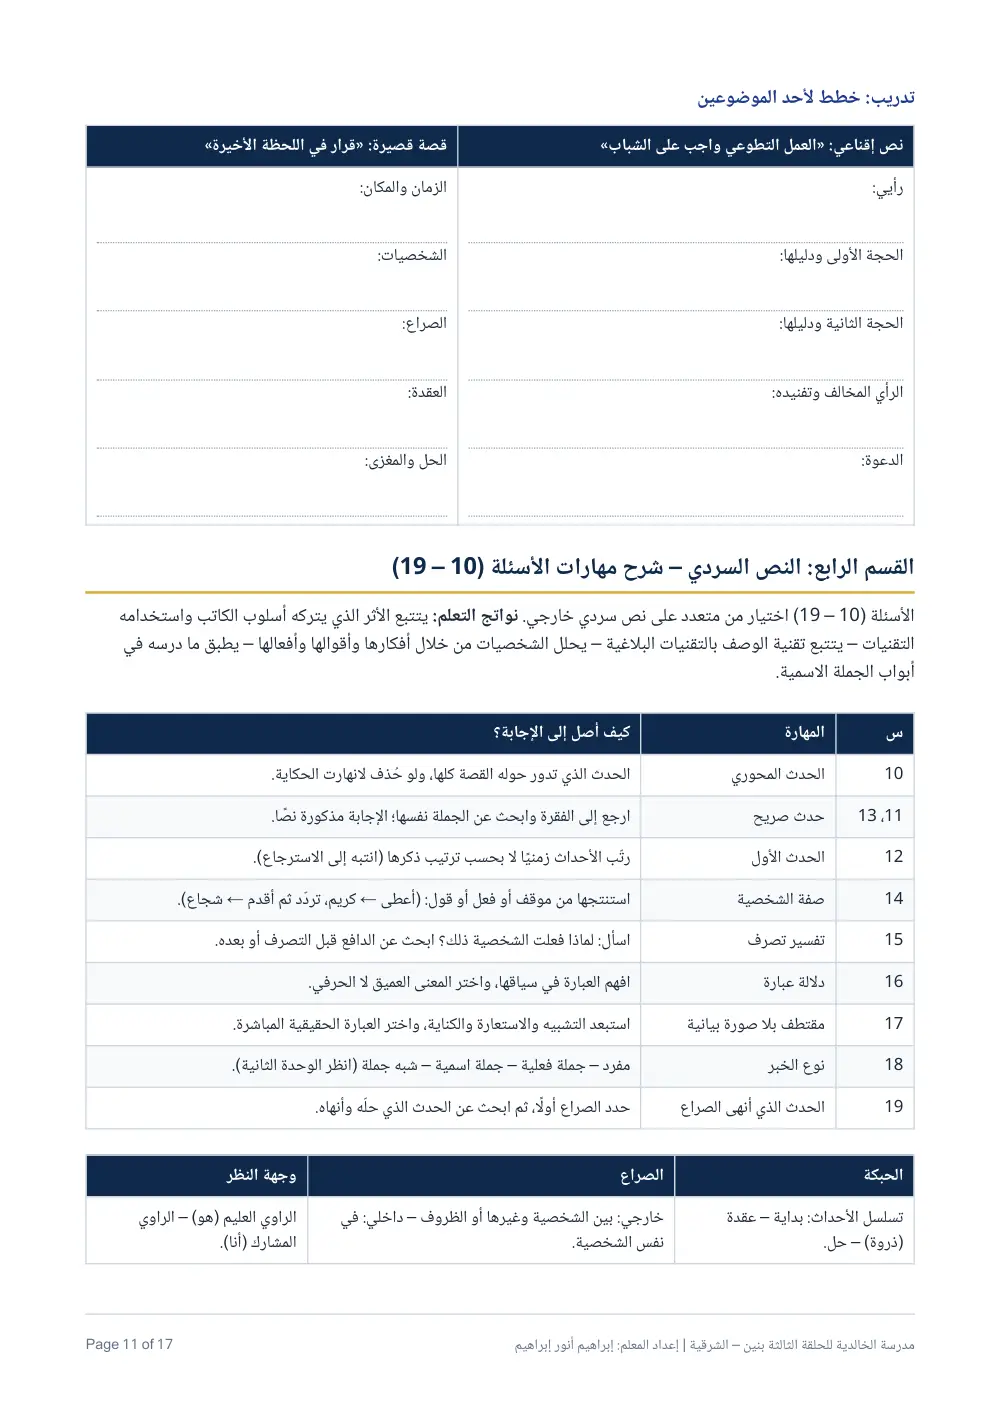 تدريب: خطط لأحد الموضوعين
نص إقناعي: «العمل التطوعي واجب على الشباب»
قصة قصيرة: «قرار في اللحظة الأخيرة»
رأيي:
الزمان والمكان:
الحجة الأولى ودليلها:
الشخصيات:
الحجة الثانية ودليلها:
الصراع:
الرأي المخالف وتفنيده:
العقدة:
الدعوة:
الحل والمغزى:
القسم الرابع: النص السردي – شرح مهارات الأسئلة (10 – 19)
الأسئلة (10 – 19) اختيار من متعدد على نص سردي خارجي. نواتج التعلم: يتتبع الأثر الذي يتركه أسلوب الكاتب واستخدامه
التقنيات – يتتبع تقنية الوصف بالتقنيات البلاغية – يحلل الشخصيات من خلال أفكارها وأقوالها وأفعالها – يطبق ما درسه في
أبواب الجملة الاسمية.
س المهارة كيف أصل إلى الإجابة؟
10 الحدث المحوري الحدث الذي تدور حوله القصة كلها، ولو حُذف لانهارت الحكاية.
11، 13 حدث صريح ارجع إلى الفقرة وابحث عن الجملة نفسها؛ الإجابة مذكورة نصًّا.
12 الحدث الأول رتّب الأحداث زمنيًا لا بحسب ترتيب ذكرها (انتبه إلى الاسترجاع).
14 صفة الشخصية استنتجها من موقف أو فعل أو قول: (أعطى ← كريم، تردّد ثم أقدم ← شجاع).
15 تفسير تصرف اسأل: لماذا فعلت الشخصية ذلك؟ ابحث عن الدافع قبل التصرف أو بعده.
16 دلالة عبارة افهم العبارة في سياقها، واختر المعنى العميق لا الحرفي.
17 مقتطف بلا صورة بيانية استبعد التشبيه والاستعارة والكناية، واختر العبارة الحقيقية المباشرة.
18 نوع الخبر مفرد – جملة فعلية – جملة اسمية – شبه جملة (انظر الوحدة الثانية).
19 الحدث الذي أنهى الصراع حدد الصراع أولًا، ثم ابحث عن الحدث الذي حلّه وأنهاه.
الحبكة الصراع وجهة النظر
تسلسل الأحداث: بداية – عقدة
(ذروة) – حل.
خارجي: بين الشخصية وغيرها أو الظروف – داخلي: في
نفس الشخصية.
الراوي العليم (هو) – الراوي
المشارك (أنا).
مدرسة الخالدية للحلقة الثالثة بنين – الشرقية | إعداد المعلم: إبراهيم أنور إبراهيم
Page 11 of 17